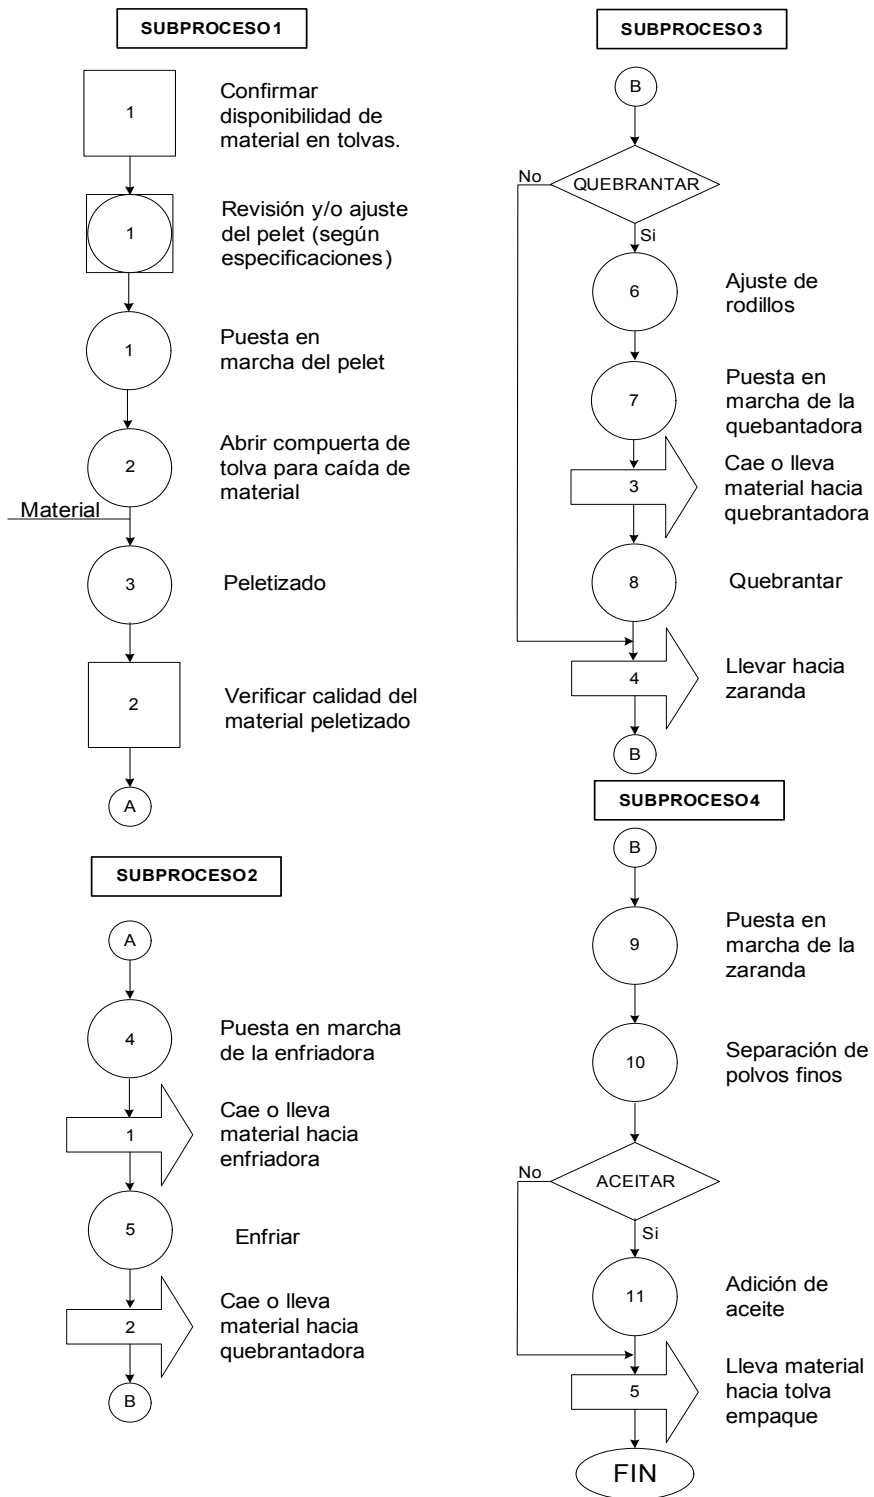 SUBPROCESO1
1
Confirmar
disponibilidad de
material en tolvas.
1
Revisión y/o ajuste
del pelet (según
especificaciones)
1
Puesta en
marcha del pelet
2
Abrir compuerta de
tolva para caída de
material
Material
3
Peletizado
2
Verificar calidad del
material peletizado
A
SUBPROCESO2
A
4
Puesta en marcha
de la enfriadora
1
Cae o lleva
material hacia
enfriadora
5
Enfriar
2
Cae o lleva
material hacia
quebrantadora
B
SUBPROCESO3
B
No
QUEBRANTAR
Si
6
Ajuste de
rodillos
7
Puesta en
marcha de la
quebantadora
3
Cae o lleva
material hacia
quebrantadora
8
Quebrantar
4
Llevar hacia
zaranda
B
SUBPROCESO4
B
9
Puesta en
marcha de la
zaranda
10
Separación de
polvos finos
No
ACEITAR
Si
11
Adición de
aceite
5
Lleva material
hacia tolva
empaque
FIN